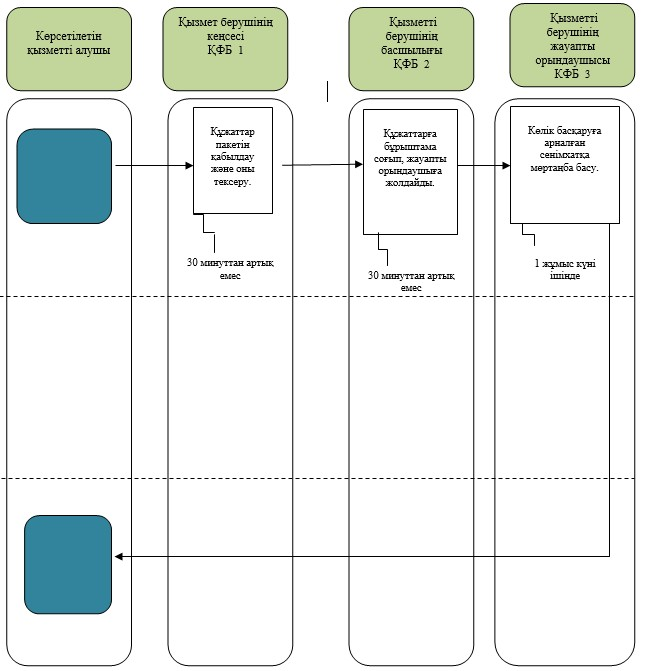 Көрсетілетін
қызметті алушы
Қызмет берушінің
кеңсесі
ҚФБ 1
Қызметті
берушінің
басшылығы
ҚФБ 2
Қызметті
берушінің
жауапты
орындаушысы
ҚФБ 3
Құжаттар
пакетін
қабылдау
және оны
тексеру.
Құжаттарға
бұрыштама
соғып, жауапты
орындаушыға
жолдайды.
Көлік басқаруға
арналған
сенімхатқа
мөртаңба басу.
30 минуттан артық
емес
30 минуттан артық
емес
1 жұмыс күні
ішінде